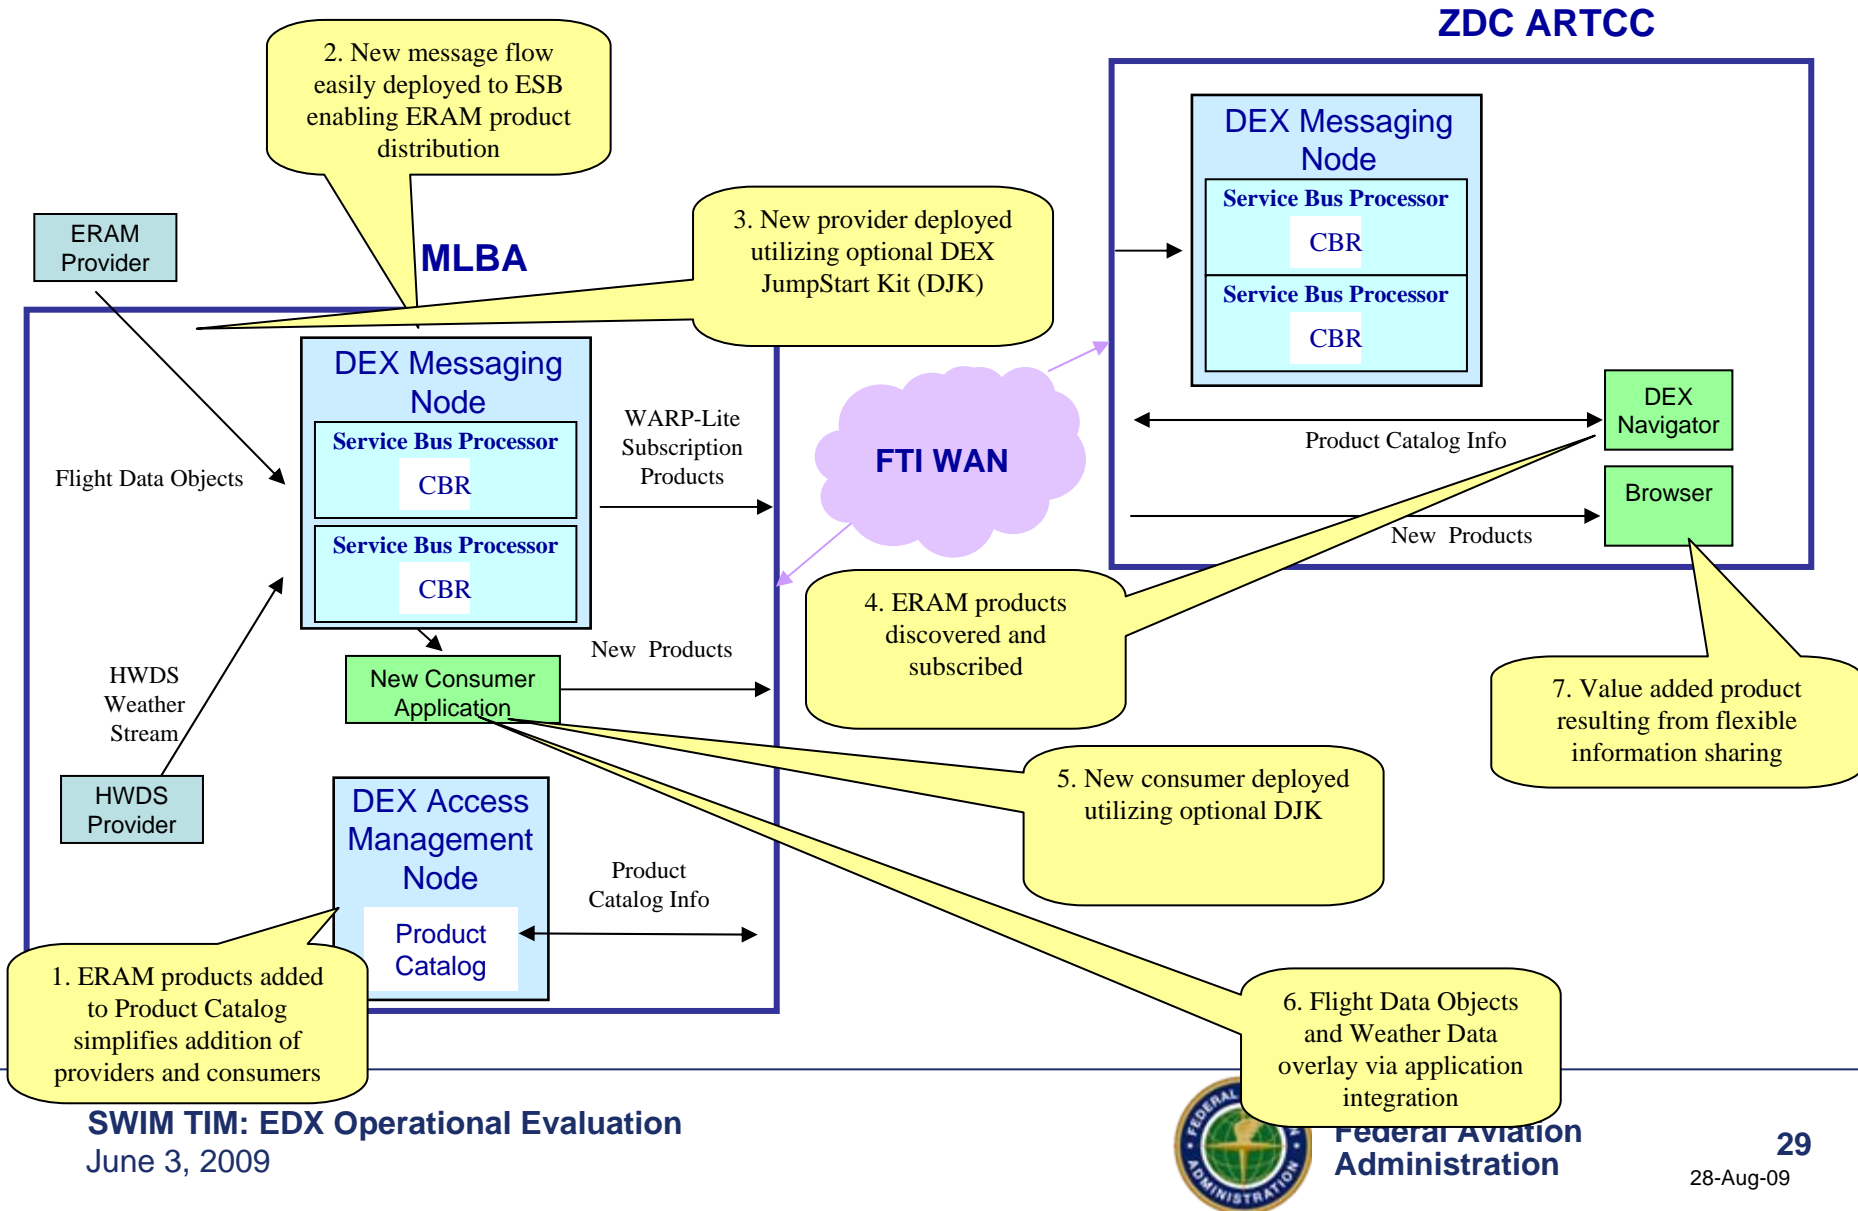 ZDC ARTCC
2. New message flow
easily deployed to ESB
enabling ERAM product
distribution
ERAM
Provider
MLBA
3. New provider deployed
utilizing optional DEX
JumpStart Kit (DJK)
DEX Messaging
Node
Service Bus Processor
CBR
Service Bus Processor
CBR
DEX Messaging
Node
Service Bus Processor
CBR
Service Bus Processor
CBR
Flight Data Objects
WARP-Lite
Subscription
Products
FTI WAN
DEX
Navigator
Product Catalog Info
Browser
New Products
4. ERAM products
discovered and
subscribed
New Products
New Consumer
Application
HWDS
Weather
Stream
HWDS
Provider
7. Value added product
resulting from flexible
information sharing
5. New consumer deployed
utilizing optional DJK
DEX Access
Management
Node
Product
Catalog
Product
Catalog Info
1. ERAM products added
to Product Catalog
simplifies addition of
providers and consumers
6. Flight Data Objects
and Weather Data
overlay via application
integration
SWIM TIM: EDX Operational Evaluation
June 3, 2009
FEDERAL
ADMINISTRATION
Federal Aviation
Administration
29
28-Aug-09